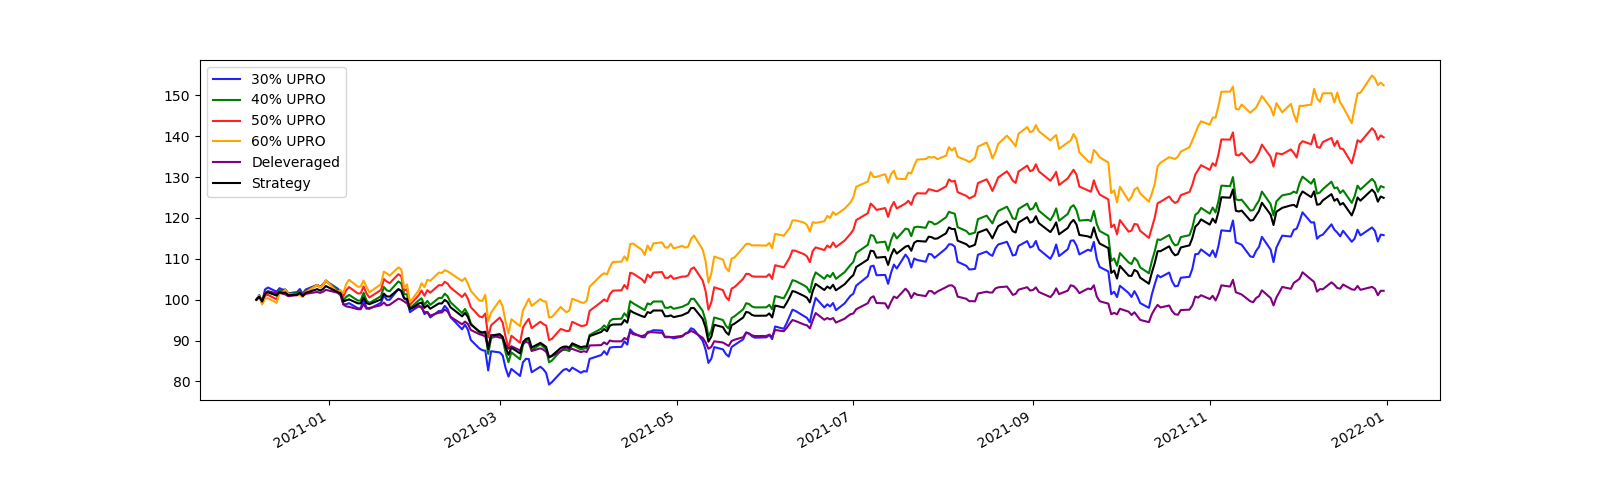 30% UPRO
40% UPRO
50% UPRO
60% UPRO
Deleveraged
Strategy
150
140
130
120
110
100
90
80
2021-01
2021-03
2021-05
2021-07
2021-09
2021-11
2022-01